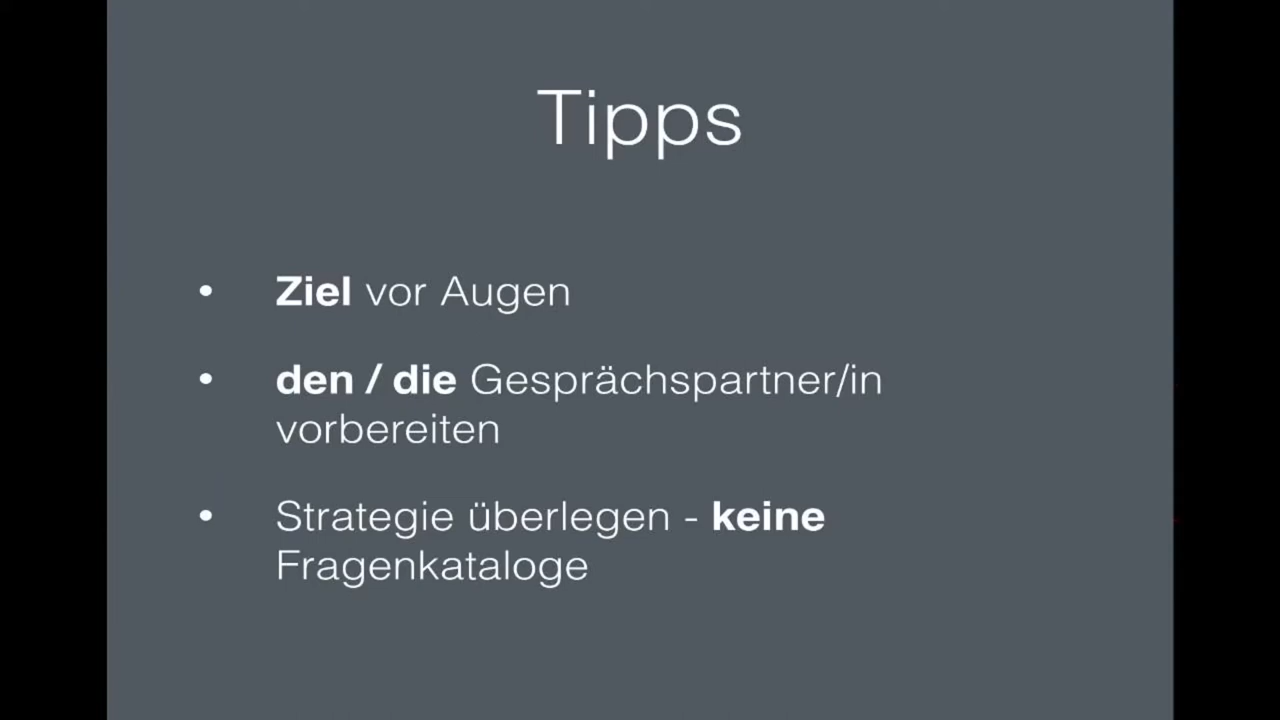 Tipps
• Ziel vor Augen
• den / die Gesprächspartner/in
vorbereiten
• Strategie überlegen - keine
Fragenkataloge